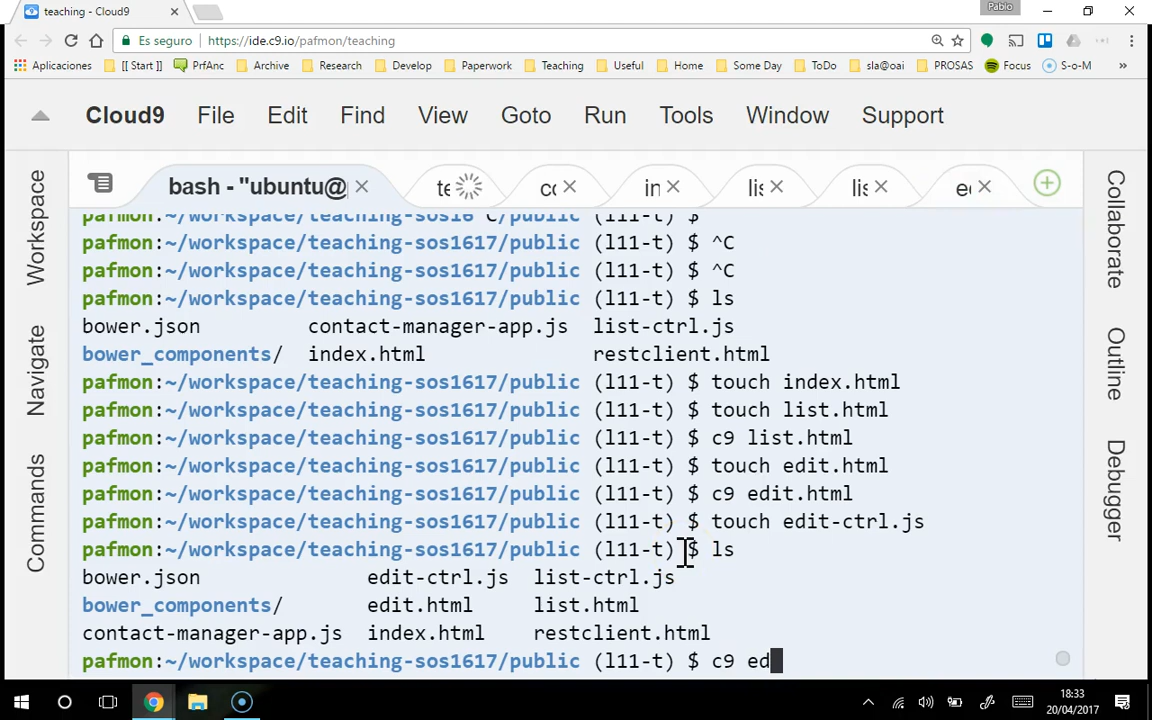 Pablo
teaching - Cloud9
Es seguro https://ide.c9.io/pafmon/teaching
Aplicaciones [[ Start ]] PrfAnc Archive Research Develop Paperwork Teaching Useful Home Some Day ToDo sla@oai PROSAS Focus S-o-M »
Cloud9 File Edit Find View Goto Run Tools Window Support
bash - "ubuntu@ te co in lis lis ed
Workspace
Navigate
Commands
Collaborate
Outline
Debugger
pafmon:~/workspace/teaching-sos16 C/public (l11-t) $
pafmon:~/workspace/teaching-sos1617/public (l11-t) $ ^C
pafmon:~/workspace/teaching-sos1617/public (l11-t) $ ^C
pafmon:~/workspace/teaching-sos1617/public (l11-t) $ ls
bower.json contact-manager-app.js list-ctrl.js
bower_components/ index.html restclient.html
pafmon:~/workspace/teaching-sos1617/public (l11-t) $ touch index.html
pafmon:~/workspace/teaching-sos1617/public (l11-t) $ touch list.html
pafmon:~/workspace/teaching-sos1617/public (l11-t) $ c9 list.html
pafmon:~/workspace/teaching-sos1617/public (l11-t) $ touch edit.html
pafmon:~/workspace/teaching-sos1617/public (l11-t) $ c9 edit.html
pafmon:~/workspace/teaching-sos1617/public (l11-t) $ touch edit-ctrl.js
pafmon:~/workspace/teaching-sos1617/public (l11-t) $ ls
bower.json edit-ctrl.js list-ctrl.js
bower_components/ edit.html list.html
contact-manager-app.js index.html restclient.html
pafmon:~/workspace/teaching-sos1617/public (l11-t) $ c9 ed
18:33
20/04/2017